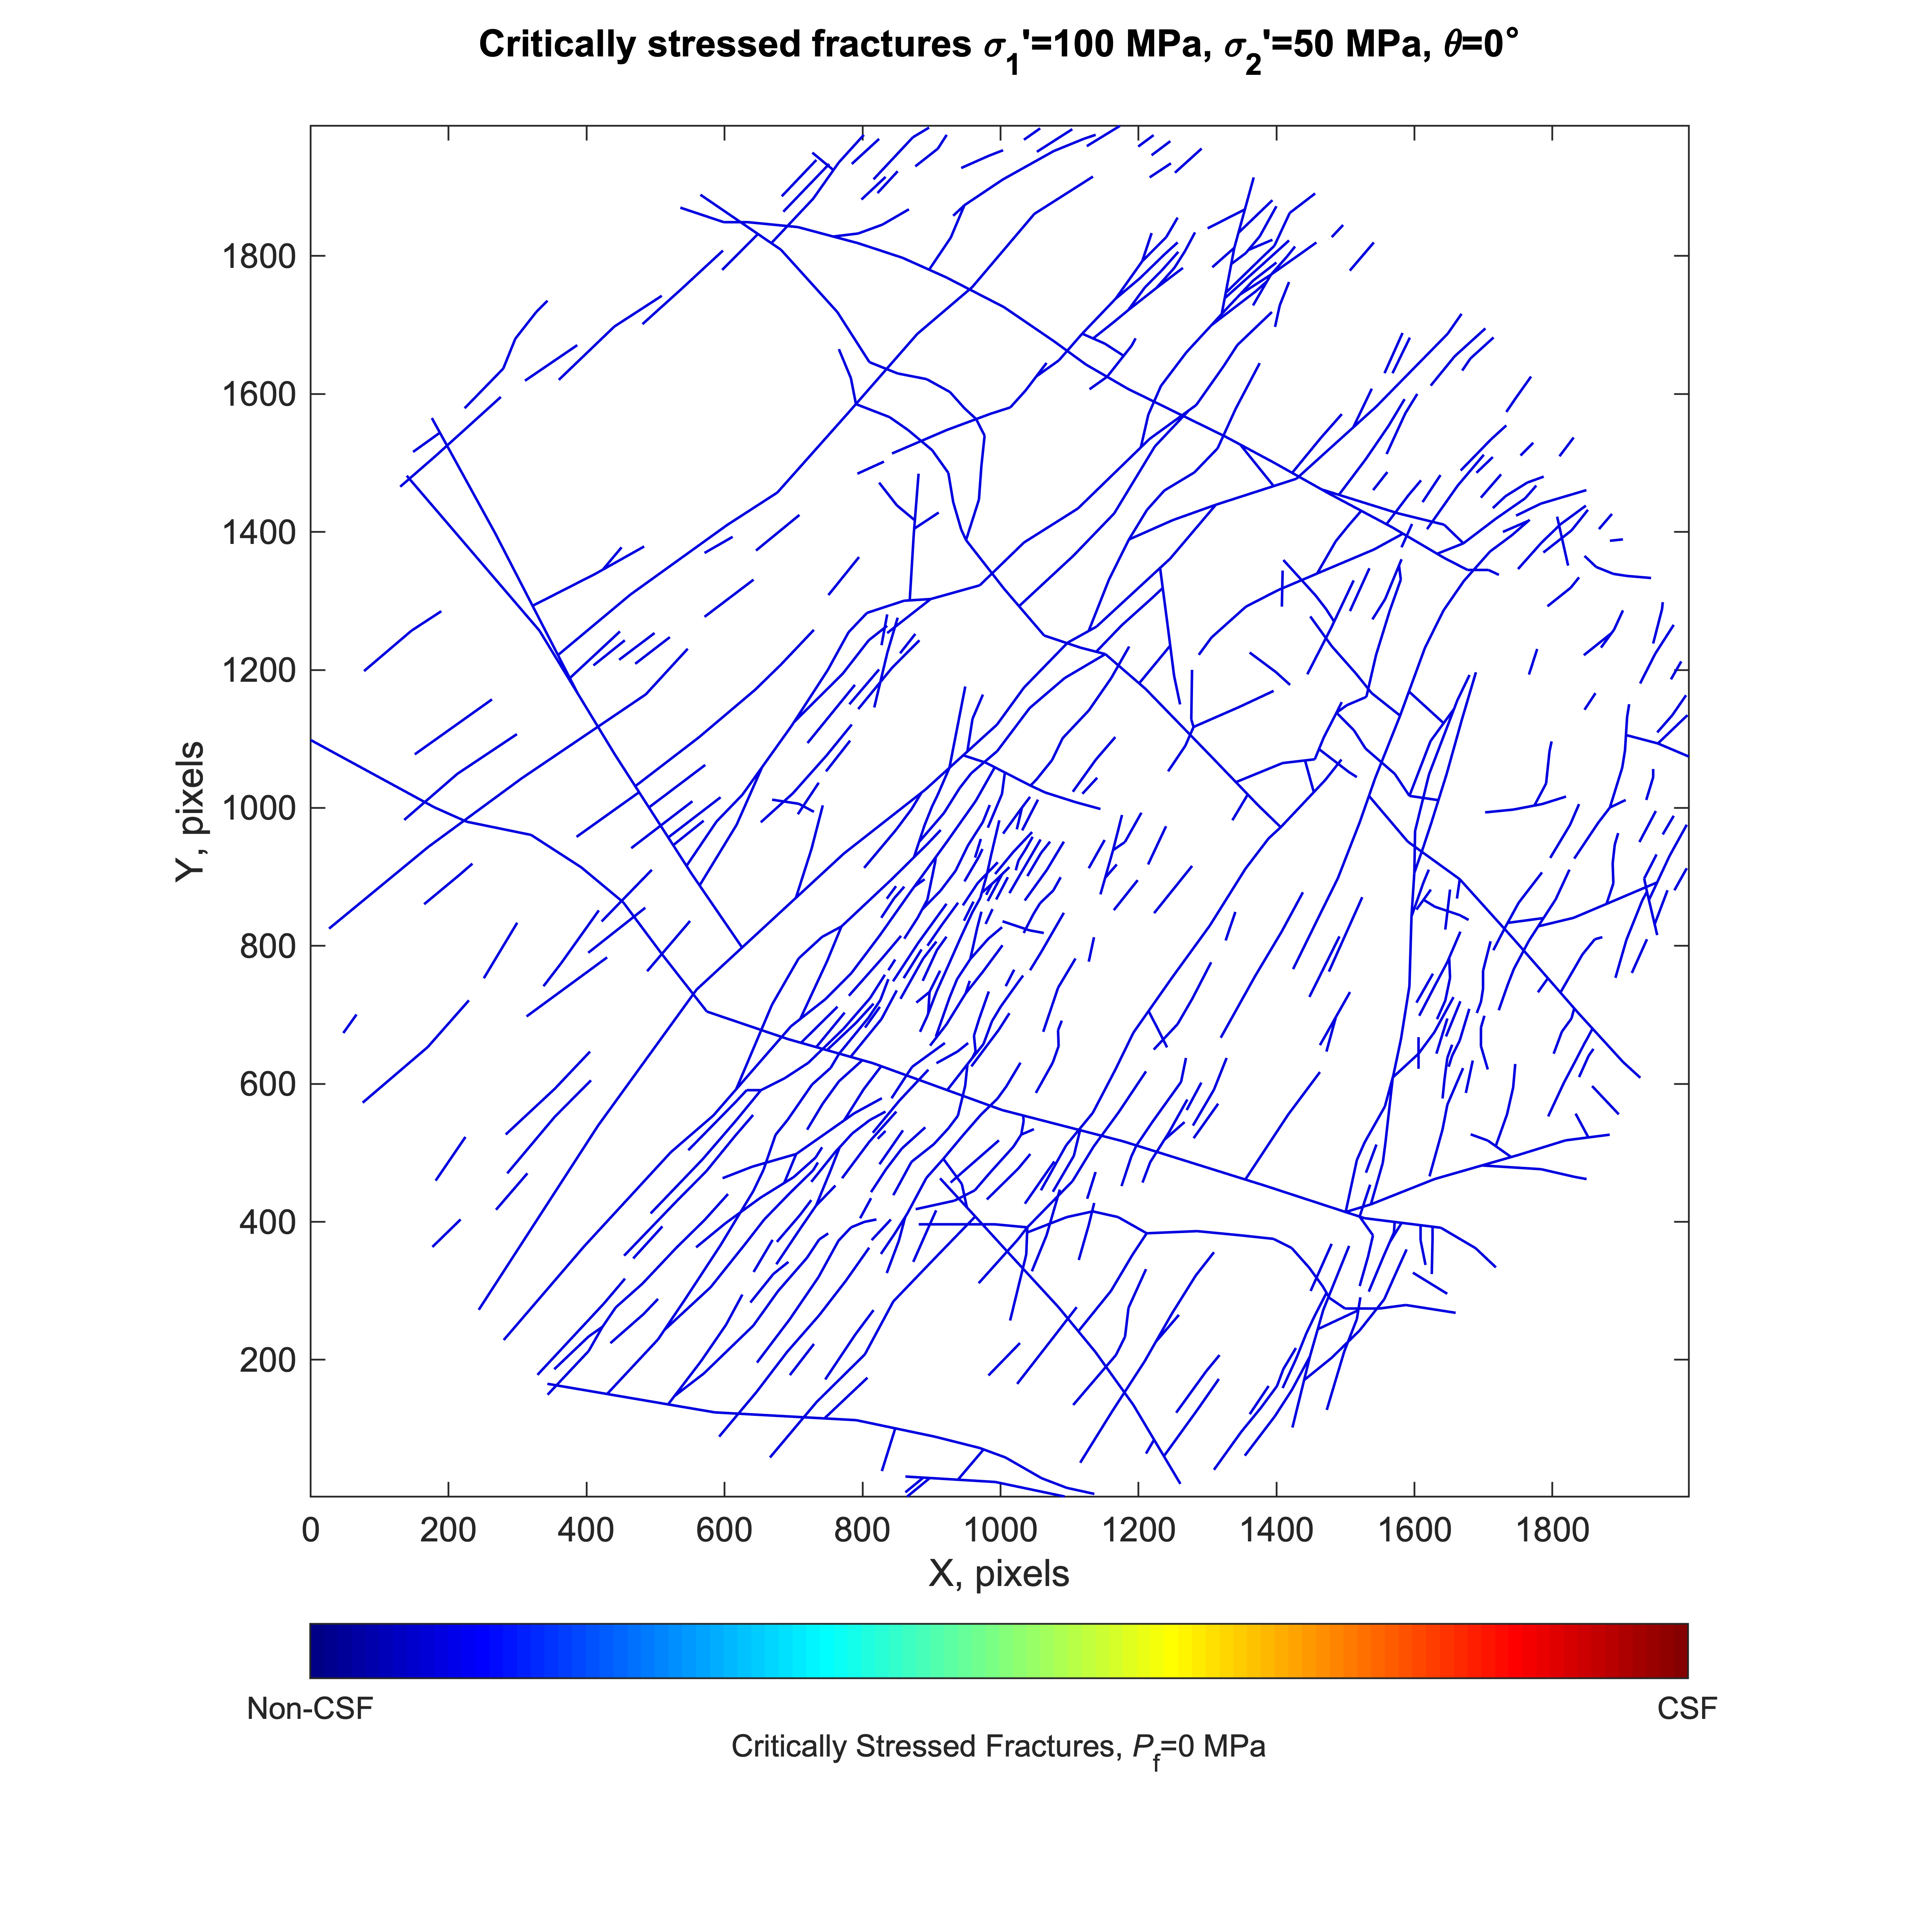 Critically stressed fractures σ1'=100 MPa, σ2'=50 MPa, θ=0°
1800
1600
1400
1200
1000
800
600
400
200
Y, pixels
0 200 400 600 800 1000 1200 1400 1600 1800
X, pixels
Non-CSF CSF
Critically Stressed Fractures, Pf=0 MPa